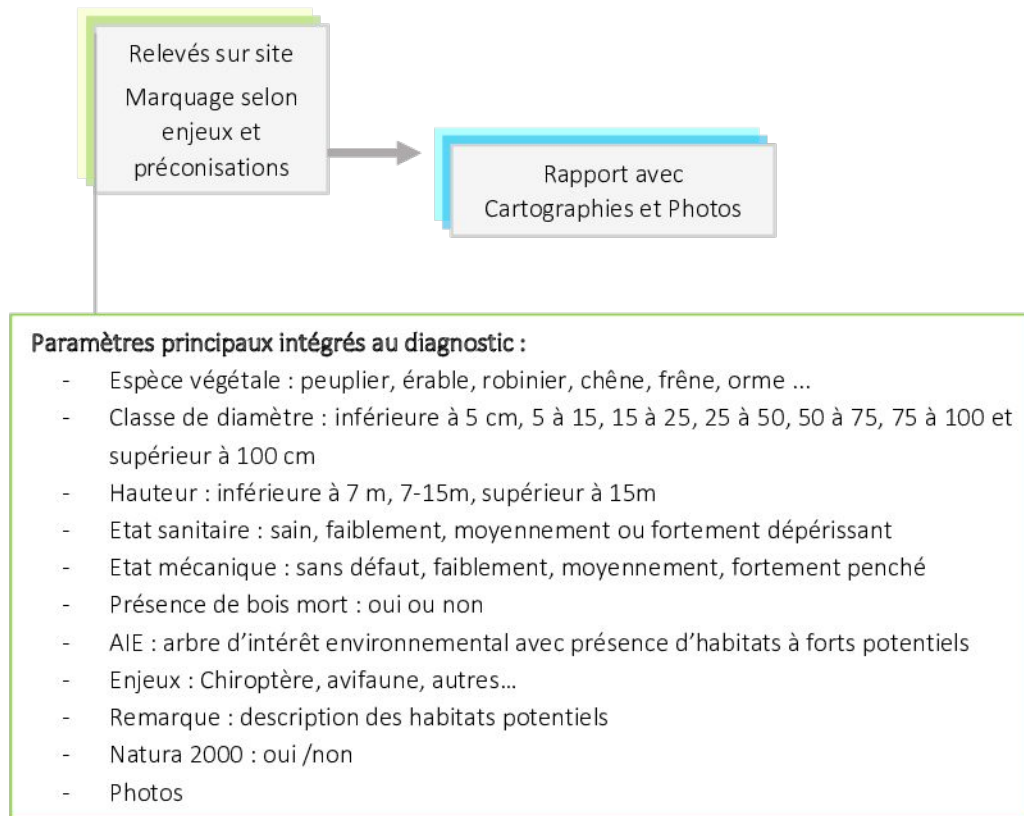 Relevés sur site
Marquage selon
enjeux et
préconisations
Rapport avec
Cartographies et Photos
Paramètres principaux intégrés au diagnostic :
- Espèce végétale : peuplier, érable, robinier, chêne, frêne, orme ...
- Classe de diamètre : inférieure à 5 cm, 5 à 15, 15 à 25, 25 à 50, 50 à 75, 75 à 100 et
supérieur à 100 cm
- Hauteur : inférieure à 7 m, 7-15m, supérieur à 15m
- Etat sanitaire : sain, faiblement, moyennement ou fortement dépérissant
- Etat mécanique : sans défaut, faiblement, moyennement, fortement penché
- Présence de bois mort : oui ou non
- AIE : arbre d’intérêt environnemental avec présence d’habitats à forts potentiels
- Enjeux : Chiroptère, avifaune, autres…
- Remarque : description des habitats potentiels
- Natura 2000 : oui /non
- Photos